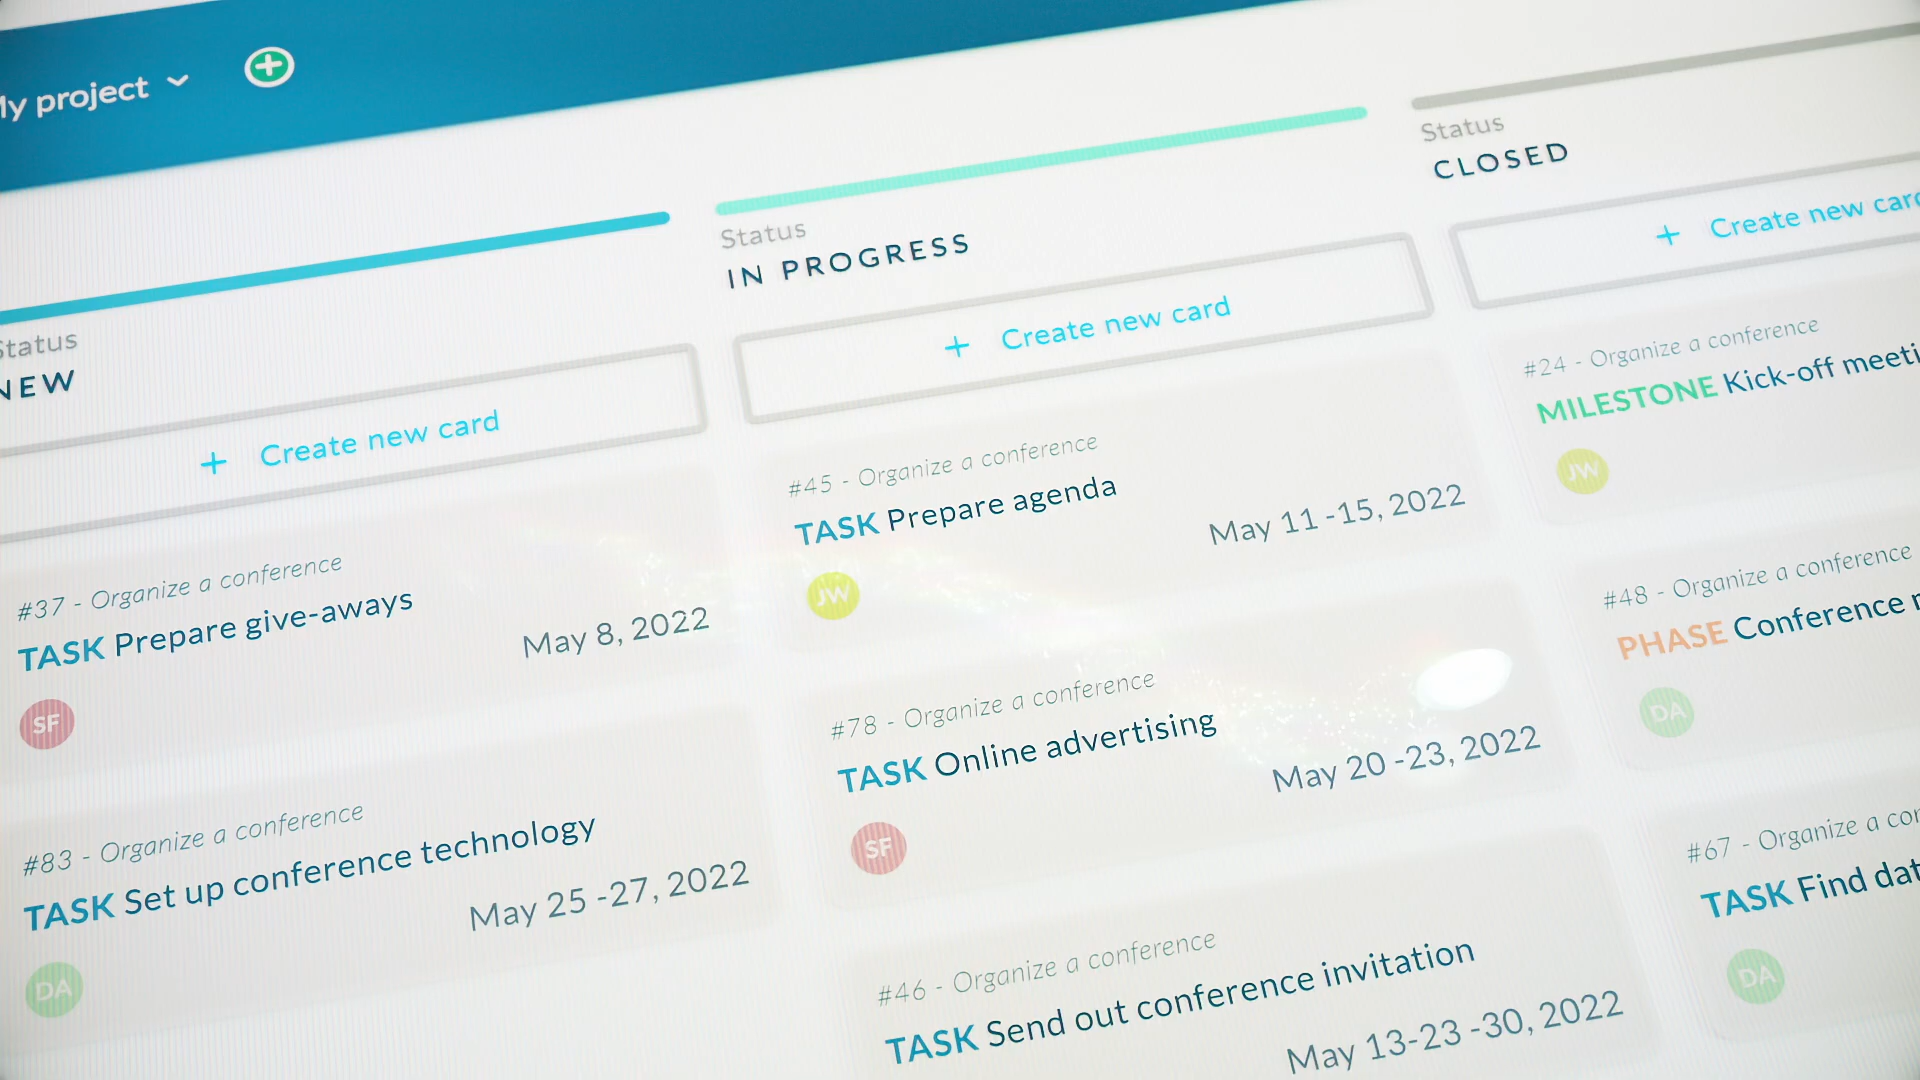 My project
Status
NEW
+ Create new card
#37 - Organize a conference
TASK Prepare give-aways
May 8, 2022
SF
#83 - Organize a conference
TASK Set up conference technology
May 25 -27, 2022
DA
Status
IN PROGRESS
+ Create new card
#45 - Organize a conference
TASK Prepare agenda
May 11 -15, 2022
JW
#78 - Organize a conference
TASK Online advertising
May 20 -23, 2022
SF
#46 - Organize a conference
TASK Send out conference invitation
May 13-23 -30, 2022
Status
CLOSED
+ Create new card
#24 - Organize a conference
MILESTONE Kick-off
JW
#48 - Organize a conference
PHASE Conference
DA
#67 - Organize a
TASK Find
DA